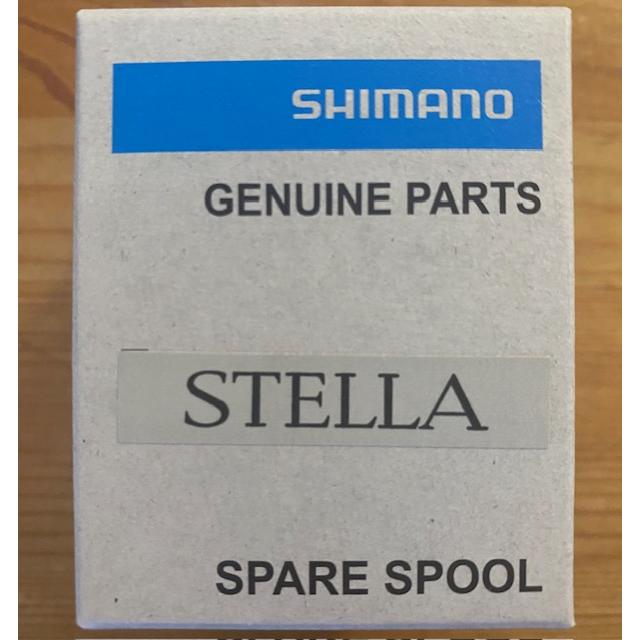 SHIMANO
GENUINE PARTS
STELLA
SPARE SPOOL